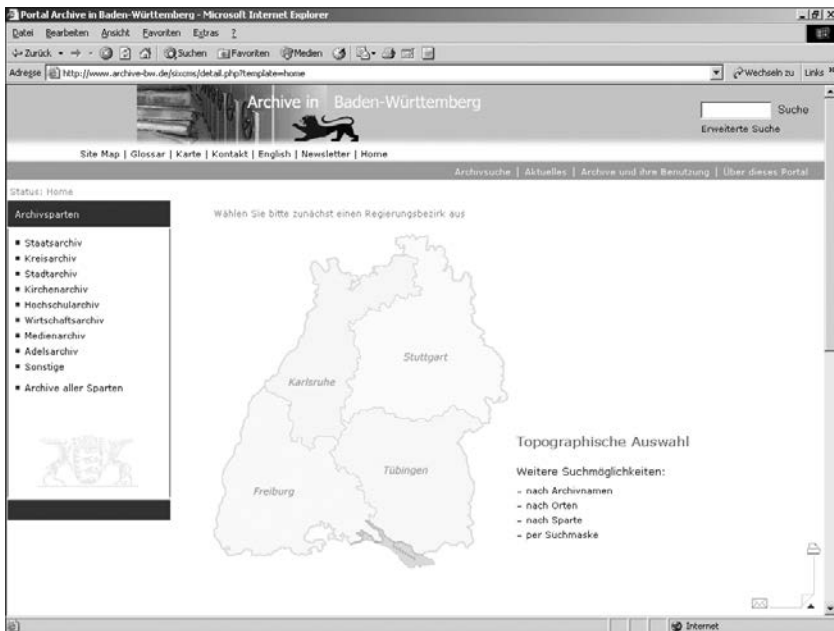 Portal Archive in Baden-Württemberg - Microsoft Internet Explorer
Datei Bearbeiten Ansicht Favoriten Extras ?
Zurück Suchen Favoriten Medien
Adresse http://www.archive-bw.de/sixcms/detail.php?template=home Wechseln zu Links »
Archive in Baden-Württemberg
Suche
Erweiterte Suche
Site Map | Glossar | Karte | Kontakt | English | Newsletter | Home
Archivsuche | Aktuelles | Archive und ihre Benutzung | Über dieses Portal
Status: Home
Archivsparten
Wählen Sie bitte zunächst einen Regierungsbezirk aus
Staatsarchiv
Kreisarchiv
Stadtarchiv
Kirchenarchiv
Hochschularchiv
Wirtschaftsarchiv
Medienarchiv
Adelsarchiv
Sonstige
Archive aller Sparten
Stuttgart
Karlsruhe
Tübingen
Freiburg
Topographische Auswahl
Weitere Suchmöglichkeiten:
- nach Archivnamen
- nach Orten
- nach Sparte
- per Suchmaske
Internet